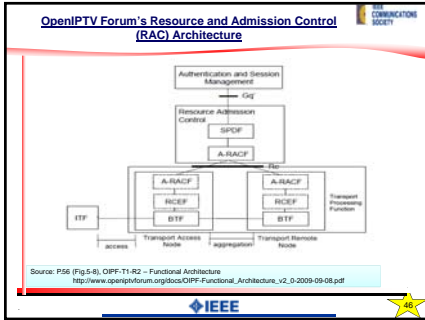 OpenIPTV Forum's Resource and Admission Control
(RAC) Architecture
IEEE
COMMUNICATIONS
SOCIETY
Authentication and Session
Management
Gq'
Resource Admission
Control
SPDF
A-RACF
Rc
A-RACF
A-RACF
RCEF
RCEF
Transport
Processing
Function
ITF
BTF
BTF
access
Transport Access
Node
aggregation
Transport Remote
Node
Source: P.56 (Fig.5-8), OIPF-T1-R2 – Functional Architecture
http://www.openiptvforum.org/docs/OIPF-Functional_Architecture_v2_0-2009-09-08.pdf
IEEE
46